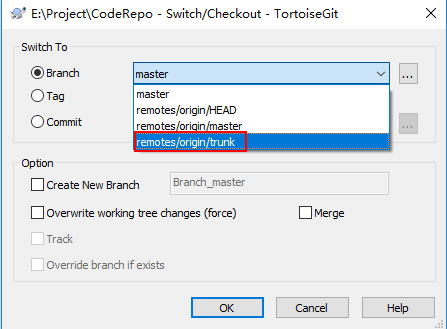 E:\Project\CodeRepo - Switch/Checkout - TortoiseGit
Switch To
Branch
master
...
master
remotes/origin/HEAD
remotes/origin/master
remotes/origin/trunk
Tag
Commit
...
Option
Create New Branch
Branch_master
Overwrite working tree changes (force)
Merge
Track
Override branch if exists
OK
Cancel
Help